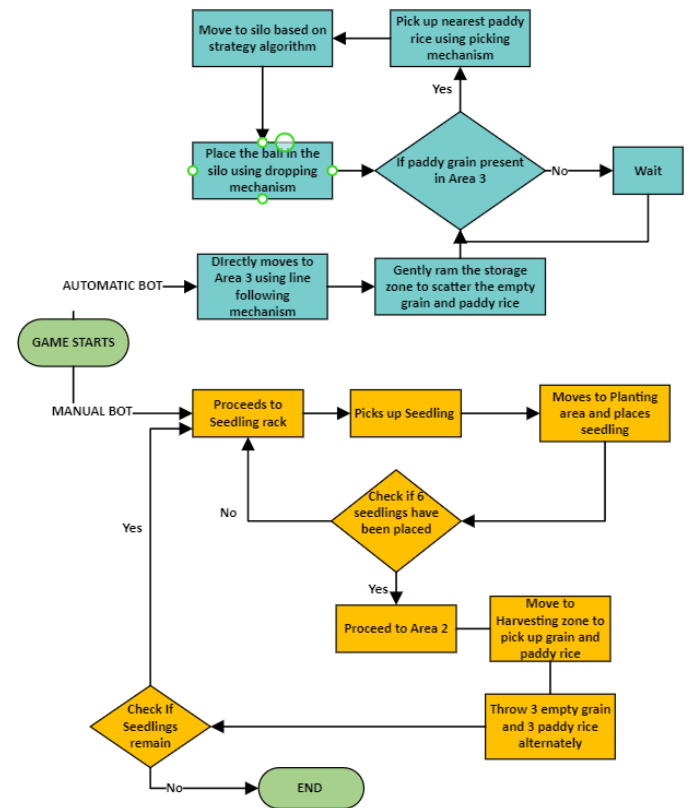 Move to silo based on
strategy algorithm
Pick up nearest paddy
rice using picking
mechanism
Yes
Place the ball in the
silo using dropping
mechanism
If paddy grain present
in Area 3
No
Wait
AUTOMATIC BOT
DIrectly moves to
Area 3 using line
following
mechanism
Gently ram the storage
zone to scatter the empty
grain and paddy rice
GAME STARTS
MANUAL BOT
Proceeds to
Seedling rack
Picks up Seedling
Moves to Planting
area and places
seedling
Check if 6
seedlings have
been placed
No
Yes
Yes
Proceed to Area 2
Move to
Harvesting zone to
pick up grain and
paddy rice
Throw 3 empty grain
and 3 paddy rice
alternately
Check If
Seedlings
remain
No
END